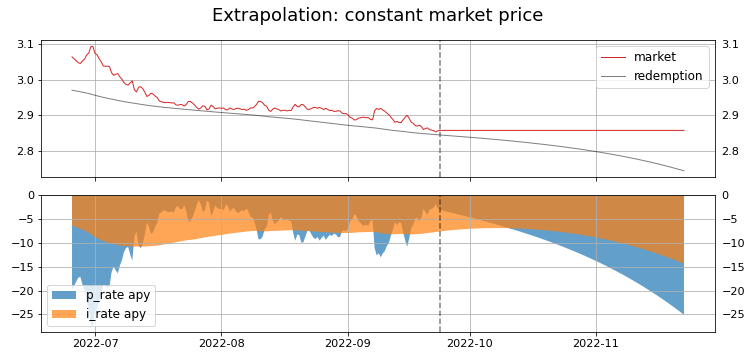 Extrapolation: constant market price
3.1 3.1
3.0 3.0
2.9 2.9
2.8 2.8
market
redemption
0 0
−5 −5
−10 −10
−15 −15
−20 −20
−25 −25
p_rate apy
i_rate apy
2022-07 2022-08 2022-09 2022-10 2022-11